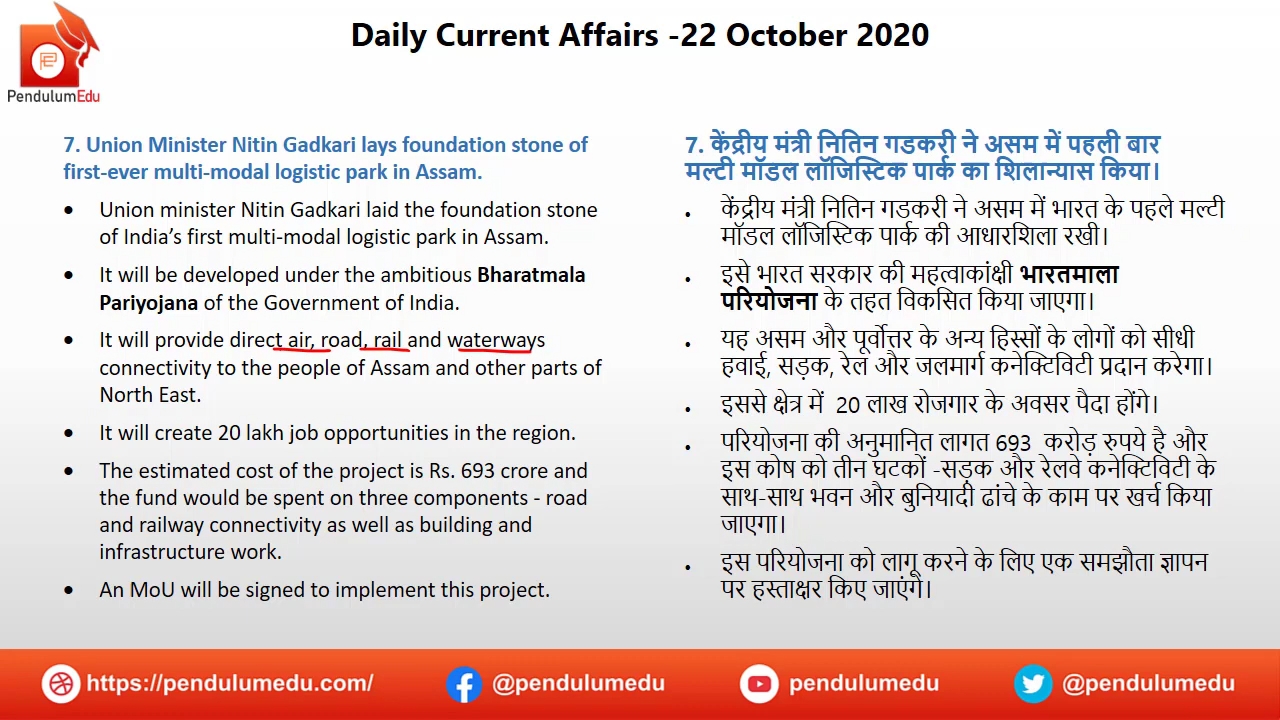 Daily Current Affairs -22 October 2020
PE
PendulumEdu
7. Union Minister Nitin Gadkari lays foundation stone of
first-ever multi-modal logistic park in Assam.
• Union minister Nitin Gadkari laid the foundation stone
of India’s first multi-modal logistic park in Assam.
• It will be developed under the ambitious Bharatmala
Pariyojana of the Government of India.
• It will provide direct air, road, rail and waterways
connectivity to the people of Assam and other parts of
North East.
• It will create 20 lakh job opportunities in the region.
• The estimated cost of the project is Rs. 693 crore and
the fund would be spent on three components - road
and railway connectivity as well as building and
infrastructure work.
• An MoU will be signed to implement this project.
7. केंद्रीय मंत्री नितिन गडकरी ने असम में पहली बार
मल्टी मॉडल लॉजिस्टिक पार्क का शिलान्यास किया।
• केंद्रीय मंत्री नितिन गडकरी ने असम में भारत के पहले मल्टी
मॉडल लॉजिस्टिक पार्क की आधारशिला रखी।
• इसे भारत सरकार की महत्वाकांक्षी भारतमाला
परियोजना के तहत विकसित किया जाएगा।
• यह असम और पूर्वोत्तर के अन्य हिस्सों के लोगों को सीधी
हवाई, सड़क, रेल और जलमार्ग कनेक्टिविटी प्रदान करेगा।
• इससे क्षेत्र में 20 लाख रोजगार के अवसर पैदा होंगे।
• परियोजना की अनुमानित लागत 693 करोड़ रुपये है और
इस कोष को तीन घटकों -सड़क और रेलवे कनेक्टिविटी के
साथ-साथ भवन और बुनियादी ढांचे के काम पर खर्च किया
जाएगा।
• इस परियोजना को लागू करने के लिए एक समझौता ज्ञापन
पर हस्ताक्षर किए जाएंगे।
https://pendulumedu.com/
@pendulumedu
pendulumedu
@pendulumedu